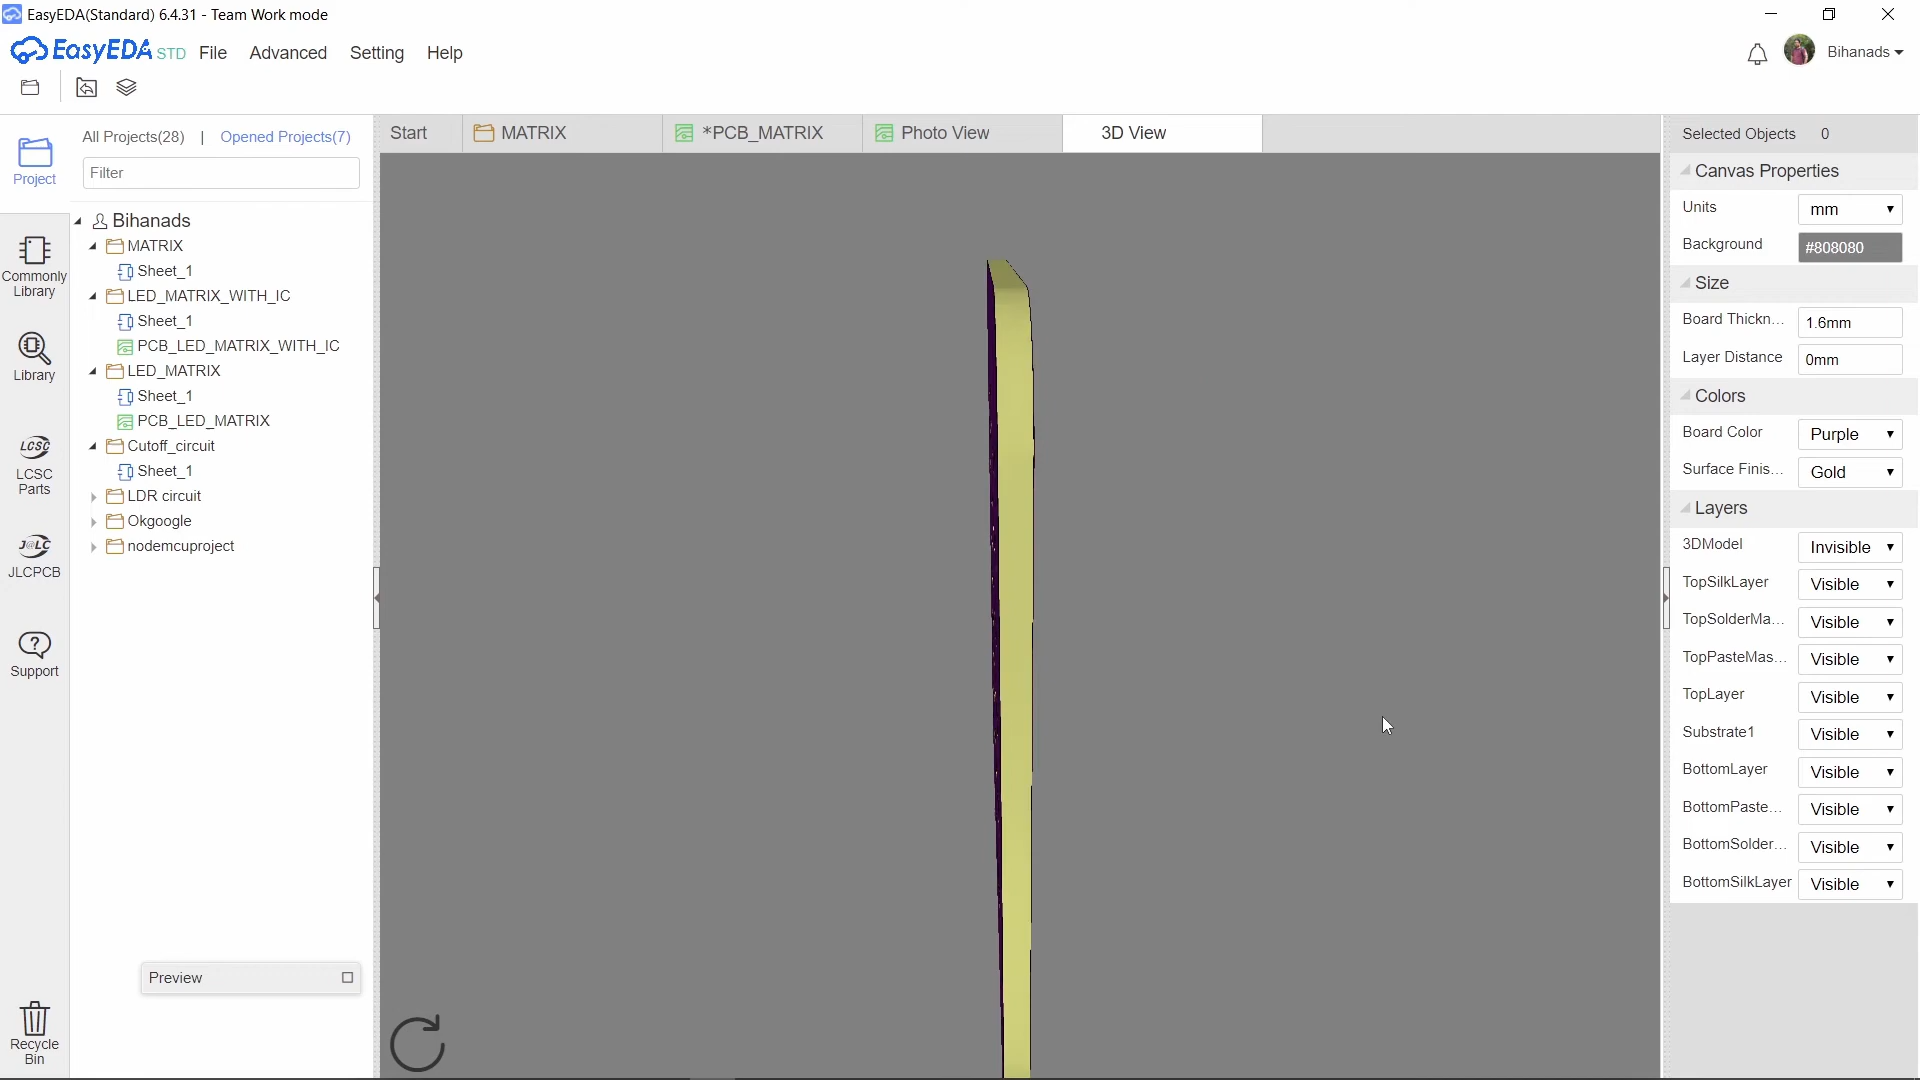 EasyEDA(Standard) 6.4.31 - Team Work mode
EasyEDA STD File Advanced Setting Help
Bihanads
All Projects(28) | Opened Projects(7)
Filter
Project
Commonly
Library
Library
LCSC
LCSC
Parts
J@LC
JLCPCB
Support
Recycle
Bin
Bihanads
MATRIX
Sheet_1
LED_MATRIX_WITH_IC
Sheet_1
PCB_LED_MATRIX_WITH_IC
LED_MATRIX
Sheet_1
PCB_LED_MATRIX
Cutoff_circuit
Sheet_1
LDR circuit
Okgoogle
nodemcuproject
Preview
Start MATRIX *PCB_MATRIX Photo View 3D View
Selected Objects 0
Canvas Properties
Units mm
Background #808080
Size
Board Thickn... 1.6mm
Layer Distance 0mm
Colors
Board Color Purple
Surface Finis... Gold
Layers
3DModel Invisible
TopSilkLayer Visible
TopSolderMa... Visible
TopPasteMas... Visible
TopLayer Visible
Substrate1 Visible
BottomLayer Visible
BottomPaste... Visible
BottomSolder... Visible
BottomSilkLayer Visible